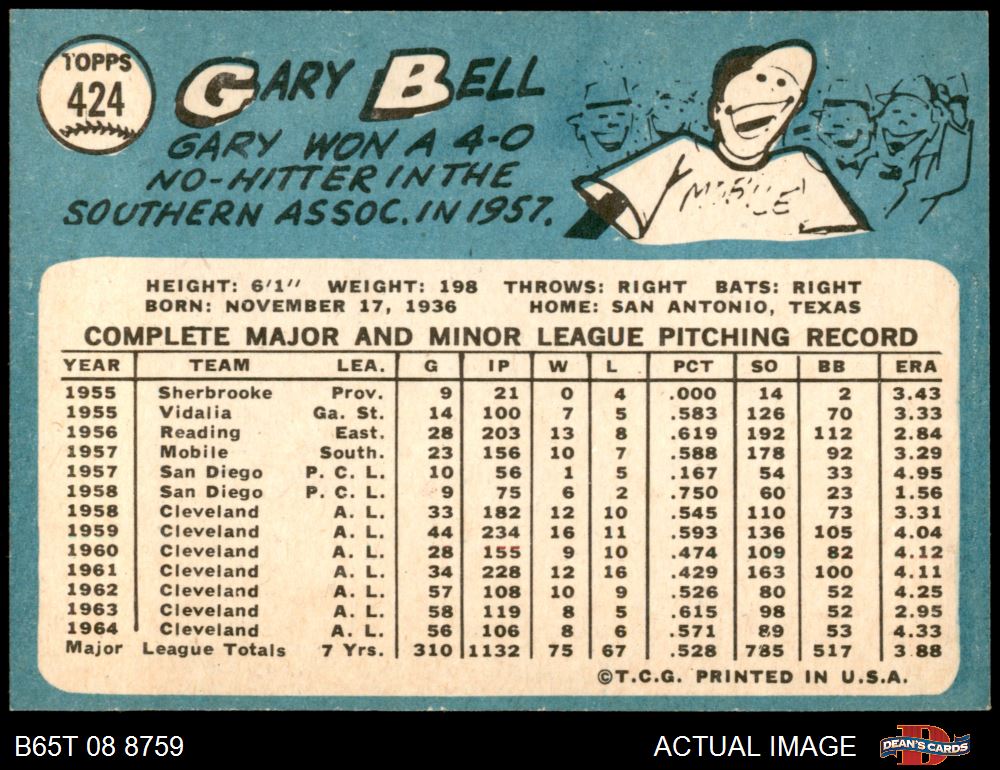 TOPPS
424
GARY BELL
GARY WON A 4-0
NO-HITTER IN THE
SOUTHERN ASSOC. IN 1957.
MOBILE
HEIGHT: 6'1" WEIGHT: 198 THROWS: RIGHT BATS: RIGHT
BORN: NOVEMBER 17, 1936 HOME: SAN ANTONIO, TEXAS
COMPLETE MAJOR AND MINOR LEAGUE PITCHING RECORD
YEAR TEAM LEA. G IP W L PCT SO BB ERA
1955 Sherbrooke Prov. 9 21 0 4 .000 14 2 3.43
1955 Vidalia Ga. St. 14 100 7 5 .583 126 70 3.33
1956 Reading East. 28 203 13 8 .619 192 112 2.84
1957 Mobile South. 23 156 10 7 .588 178 92 3.29
1957 San Diego P. C. L. 10 56 1 5 .167 54 33 4.95
1958 San Diego P. C. L. 9 75 6 2 .750 60 23 1.56
1958 Cleveland A. L. 33 182 12 10 .545 110 73 3.31
1959 Cleveland A. L. 44 234 16 11 .593 136 105 4.04
1960 Cleveland A. L. 28 155 9 10 .474 109 82 4.12
1961 Cleveland A. L. 34 228 12 16 .429 163 100 4.11
1962 Cleveland A. L. 57 108 10 9 .526 80 52 4.25
1963 Cleveland A. L. 58 119 8 5 .615 98 52 2.95
1964 Cleveland A. L. 56 106 8 6 .571 89 53 4.33
Major League Totals 7 Yrs. 310 1132 75 67 .528 785 517 3.88
©T.C.G. PRINTED IN U.S.A.
B65T 08 8759 ACTUAL IMAGE
D
DEAN'S CARDS